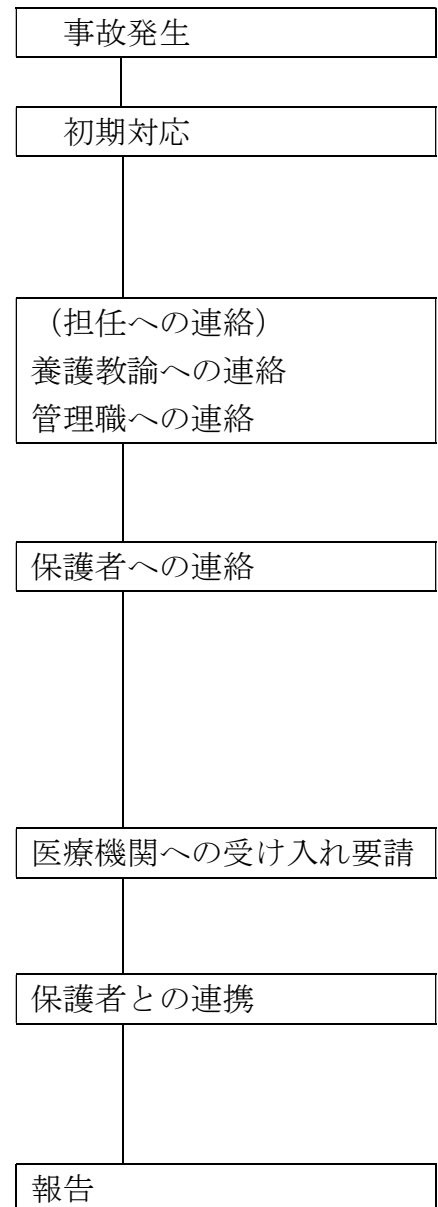 事故発生
初期対応
（担任への連絡）
養護教諭への連絡
管理職への連絡
保護者への連絡
医療機関への受け入れ要請
保護者との連携
報告